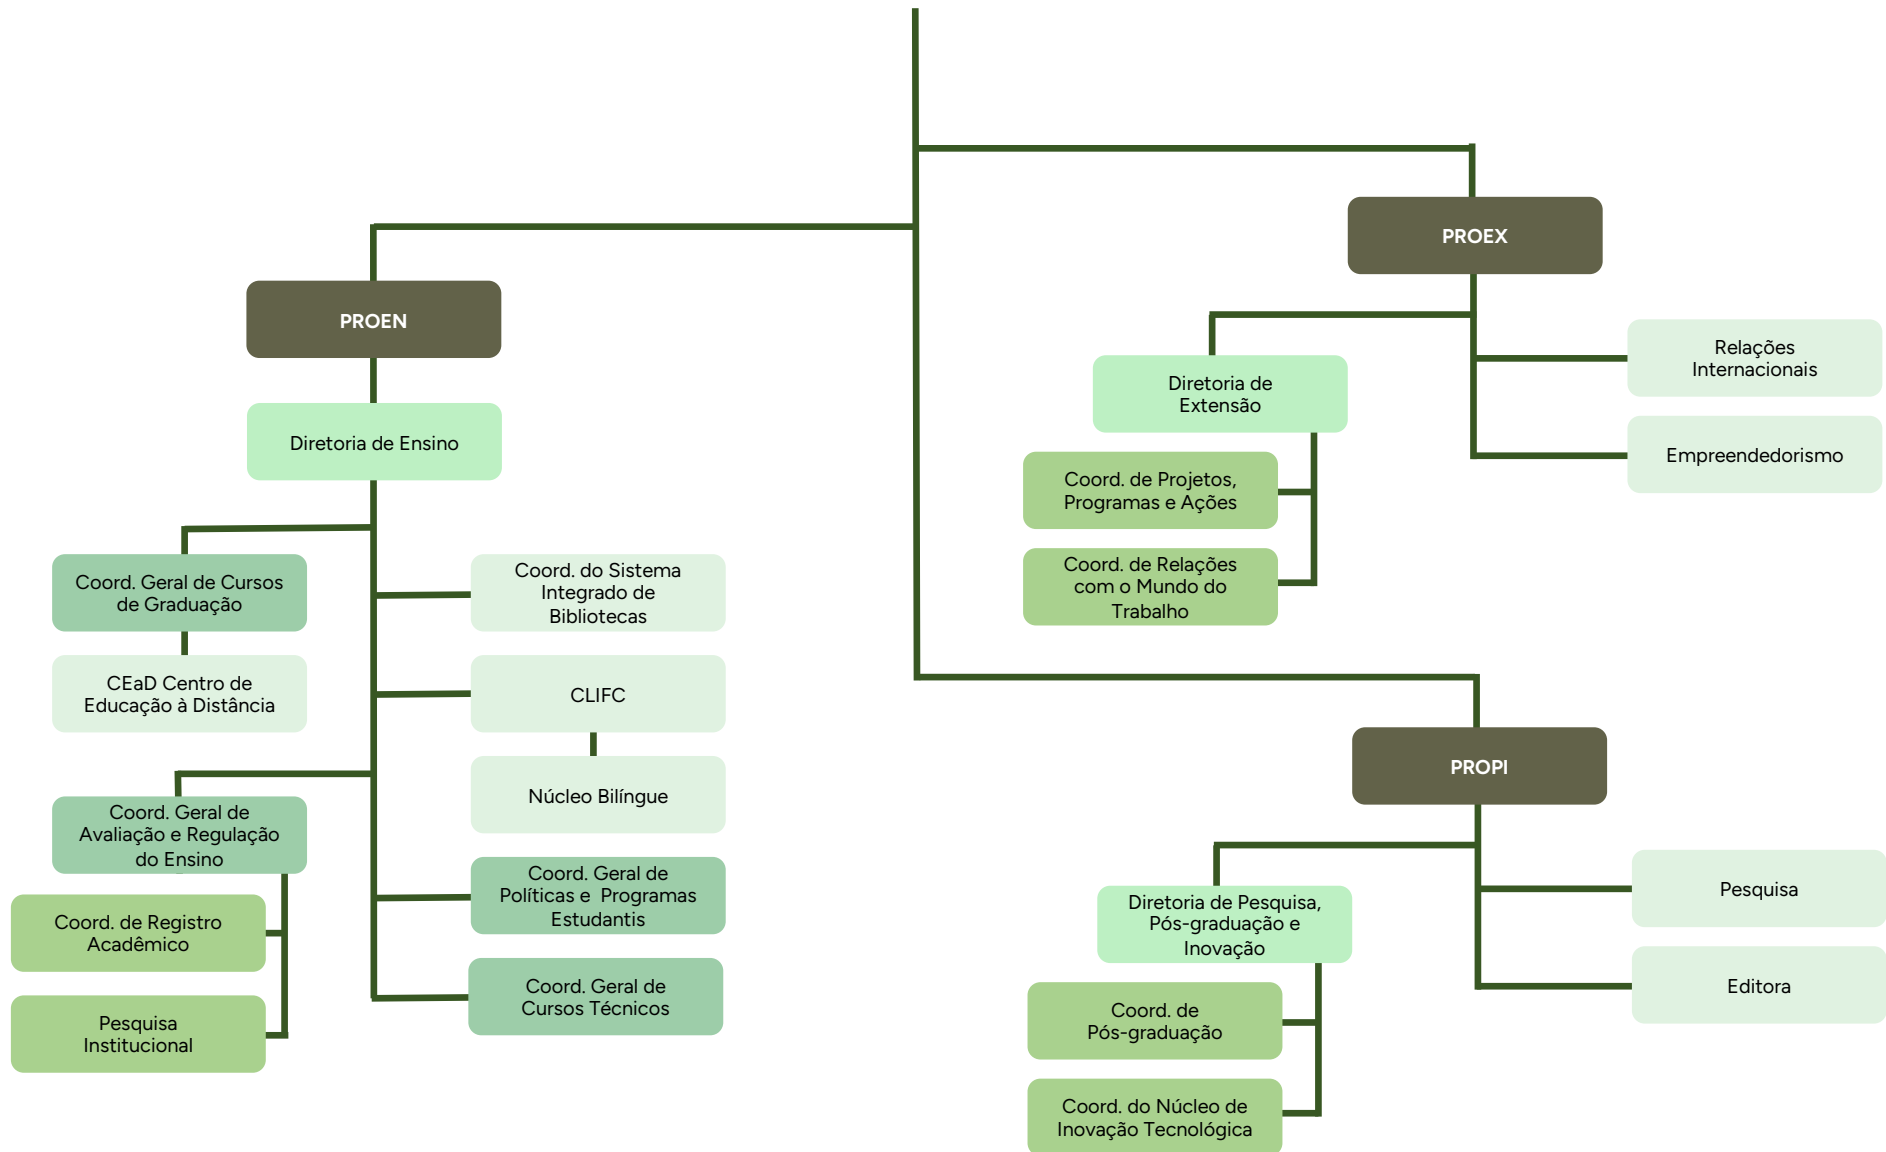 PROEX
PROEN
Relações
Internacionais
Diretoria de
Extensão
Empreendedorismo
Diretoria de Ensino
Coord. de Projetos,
Programas e Ações
Coord. de Relações
com o Mundo do
Trabalho
Coord. Geral de Cursos
de Graduação
Coord. do Sistema
Integrado de
Bibliotecas
CEaD Centro de
Educação à Distância
CLIFC
Núcleo Bilíngue
Coord. Geral de
Avaliação e Regulação
do Ensino
Coord. Geral de
Políticas e Programas
Estudantis
Coord. de Registro
Acadêmico
Coord. Geral de
Cursos Técnicos
Pesquisa
Institucional
PROPI
Diretoria de Pesquisa,
Pós-graduação e
Inovação
Pesquisa
Editora
Coord. de
Pós-graduação
Coord. do Núcleo de
Inovação Tecnológica